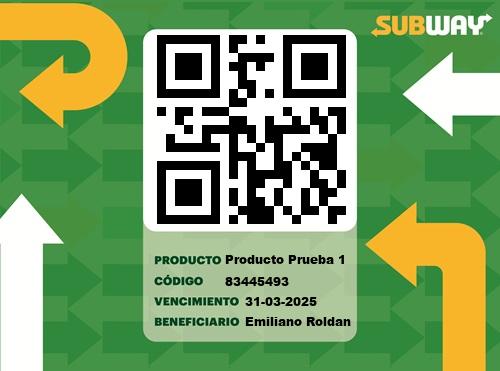 SUBWAY
PRODUCTO Producto Prueba 1
CÓDIGO 83445493
VENCIMIENTO 31-03-2025
BENEFICIARIO Emiliano Roldan